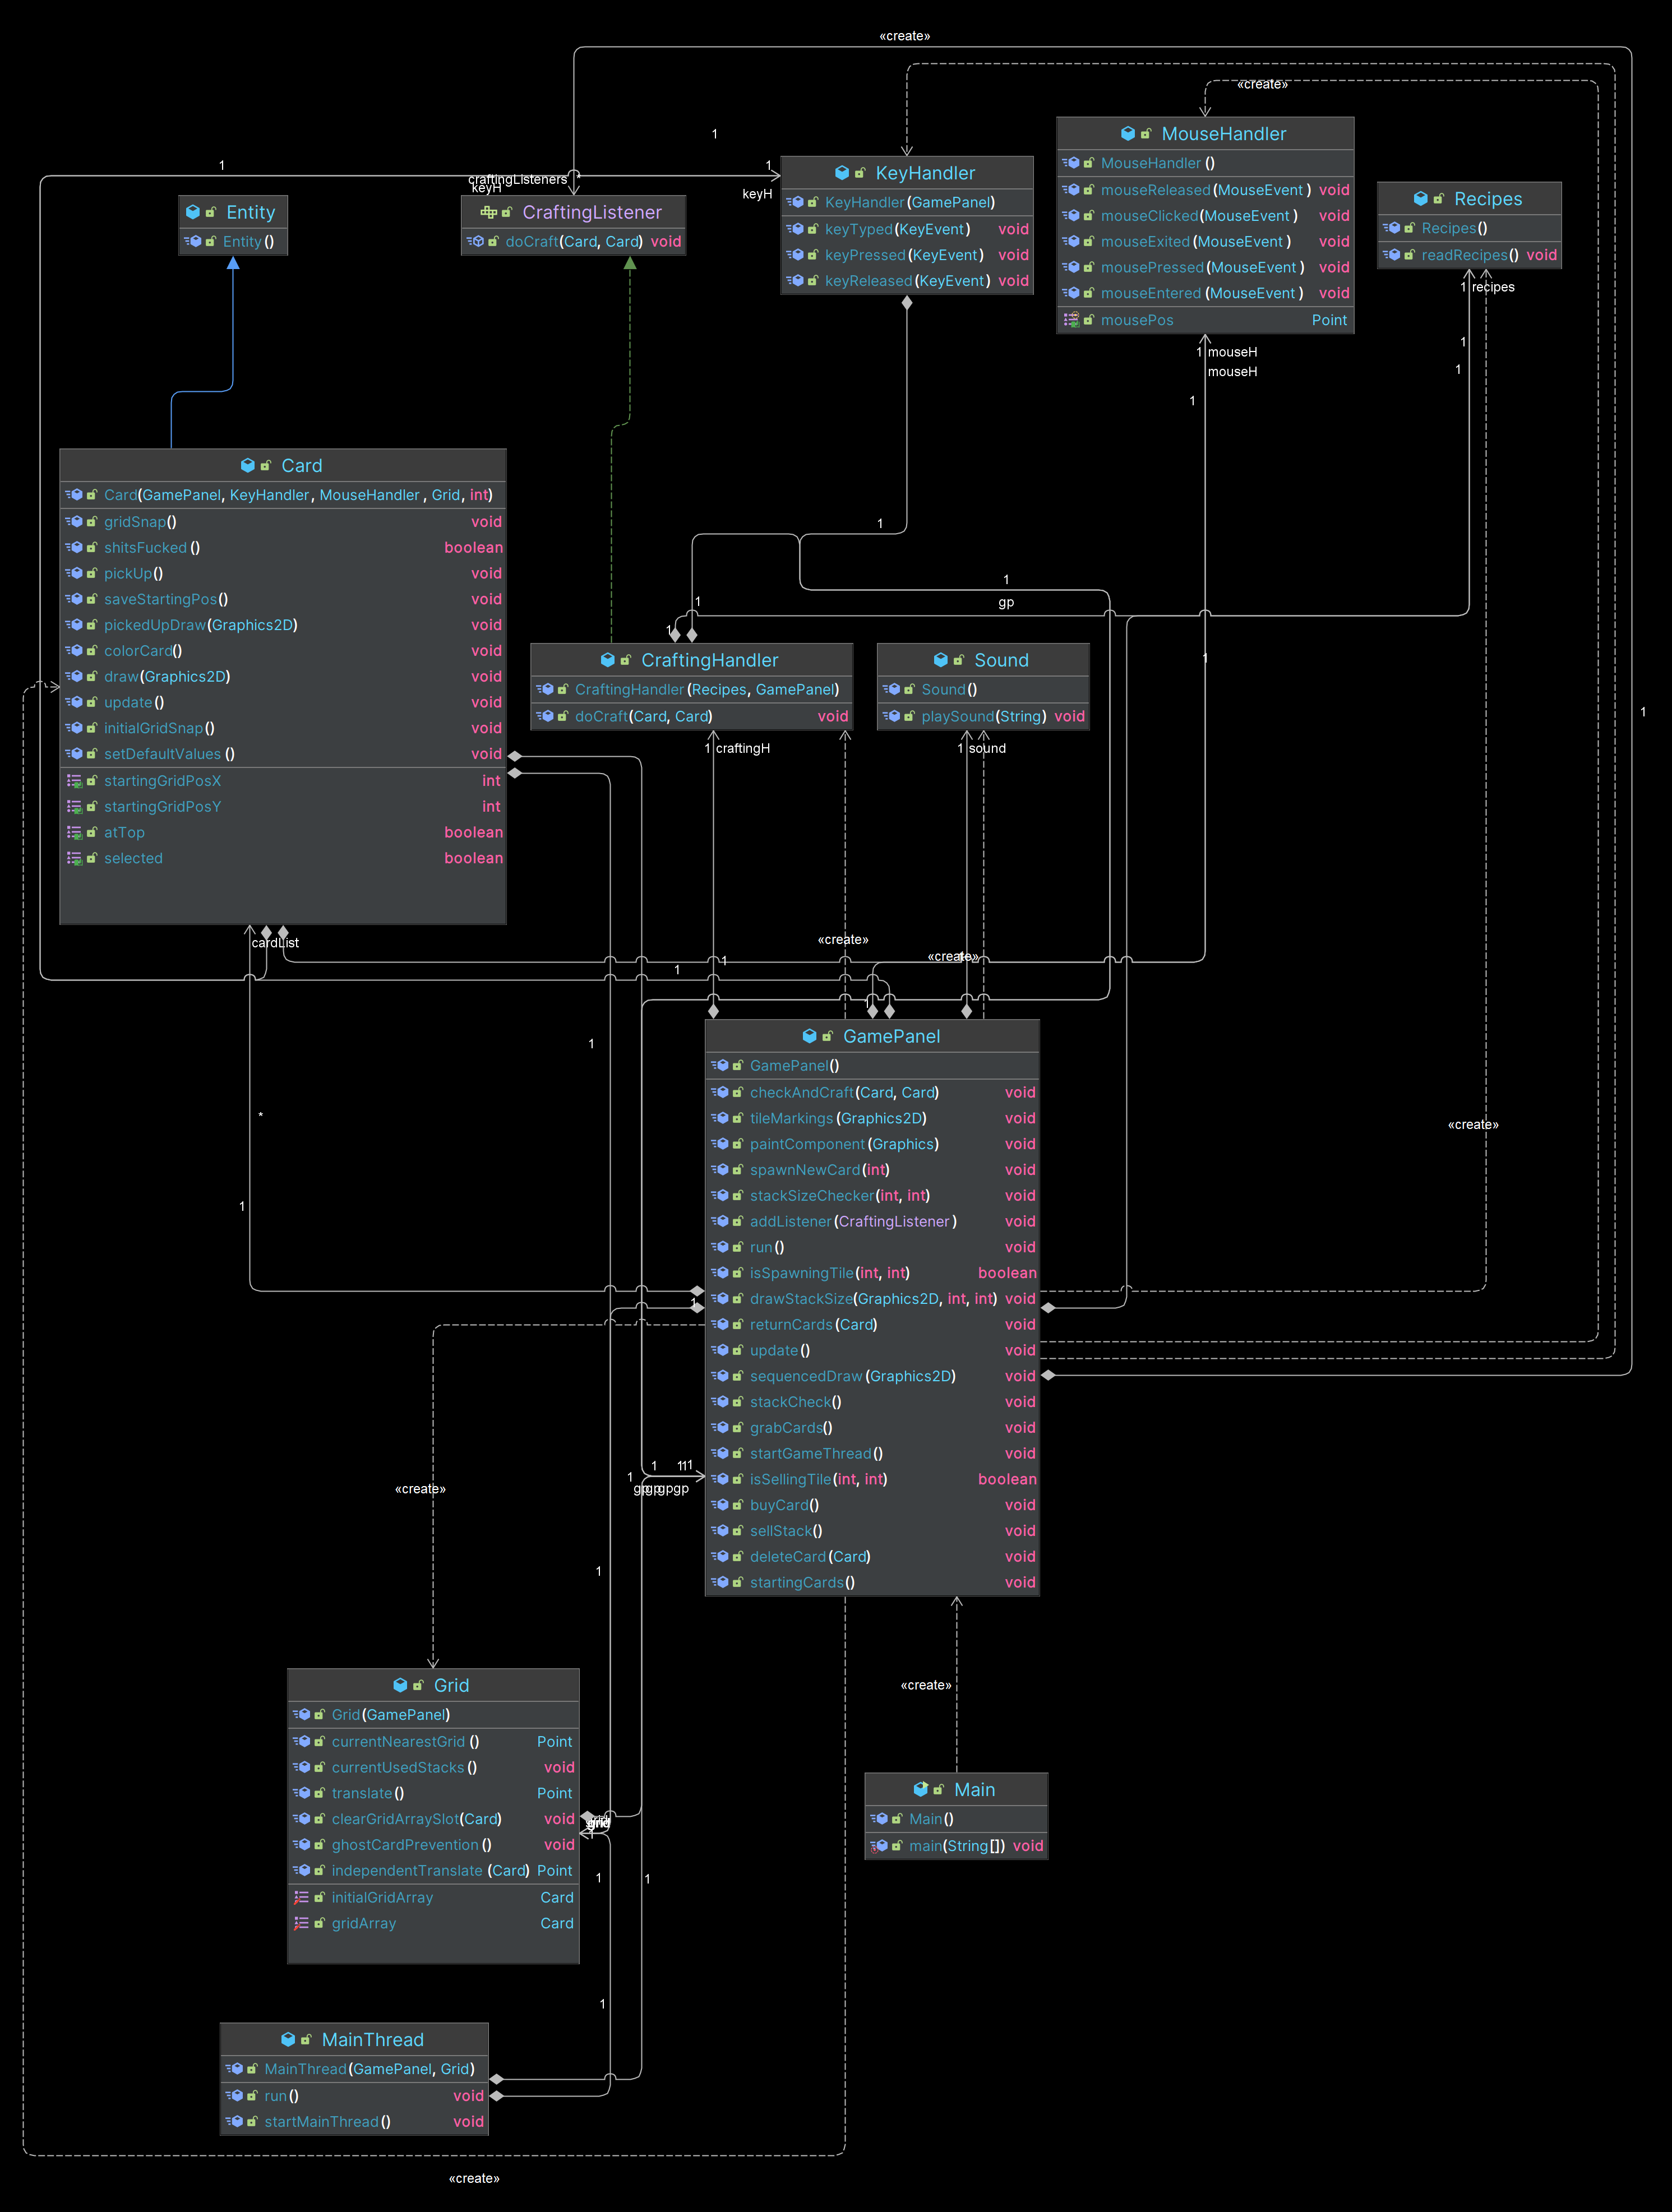 «create»
«create»
1
1
1
craftingListeners
*
keyH
keyH
KeyHandler
KeyHandler(GamePanel)
keyTyped(KeyEvent) void
keyPressed(KeyEvent) void
keyReleased(KeyEvent) void
MouseHandler
MouseHandler()
mouseReleased(MouseEvent) void
mouseClicked(MouseEvent) void
mouseExited(MouseEvent) void
mousePressed(MouseEvent) void
mouseEntered(MouseEvent) void
mousePos Point
Recipes
Recipes()
readRecipes() void
Entity
Entity()
CraftingListener
doCraft(Card, Card) void
1 recipes
1
1
1 mouseH
mouseH
1
Card
Card(GamePanel, KeyHandler, MouseHandler, Grid, int)
gridSnap() void
shitsFucked() boolean
pickUp() void
saveStartingPos() void
pickedUpDraw(Graphics2D) void
colorCard() void
draw(Graphics2D) void
update() void
initialGridSnap() void
setDefaultValues() void
startingGridPosX int
startingGridPosY int
atTop boolean
selected boolean
1
1
gp
1
1
1
1
CraftingHandler
CraftingHandler(Recipes, GamePanel)
doCraft(Card, Card) void
Sound
Sound()
playSound(String) void
1 craftingH
1 sound
cardList
«create»
«create»
1
1
1
1
1
*
1
«create»
GamePanel
GamePanel()
checkAndCraft(Card, Card) void
tileMarkings(Graphics2D) void
paintComponent(Graphics) void
spawnNewCard(int) void
stackSizeChecker(int, int) void
addListener(CraftingListener) void
run() void
isSpawningTile(int, int) boolean
drawStackSize(Graphics2D, int, int) void
returnCards(Card) void
update() void
sequencedDraw(Graphics2D) void
stackCheck() void
grabCards() void
startGameThread() void
isSellingTile(int, int) boolean
buyCard() void
sellStack() void
deleteCard(Card) void
startingCards() void
1
1
1
111
gp
gpgp
«create»
1
«create»
Grid
Grid(GamePanel)
currentNearestGrid() Point
currentUsedStacks() void
translate() Point
clearGridArraySlot(Card) void
ghostCardPrevention() void
independentTranslate(Card) Point
initialGridArray Card
gridArray Card
grid
1
1
1
1
Main
Main()
main(String[]) void
MainThread
MainThread(GamePanel, Grid)
run() void
startMainThread() void
«create»